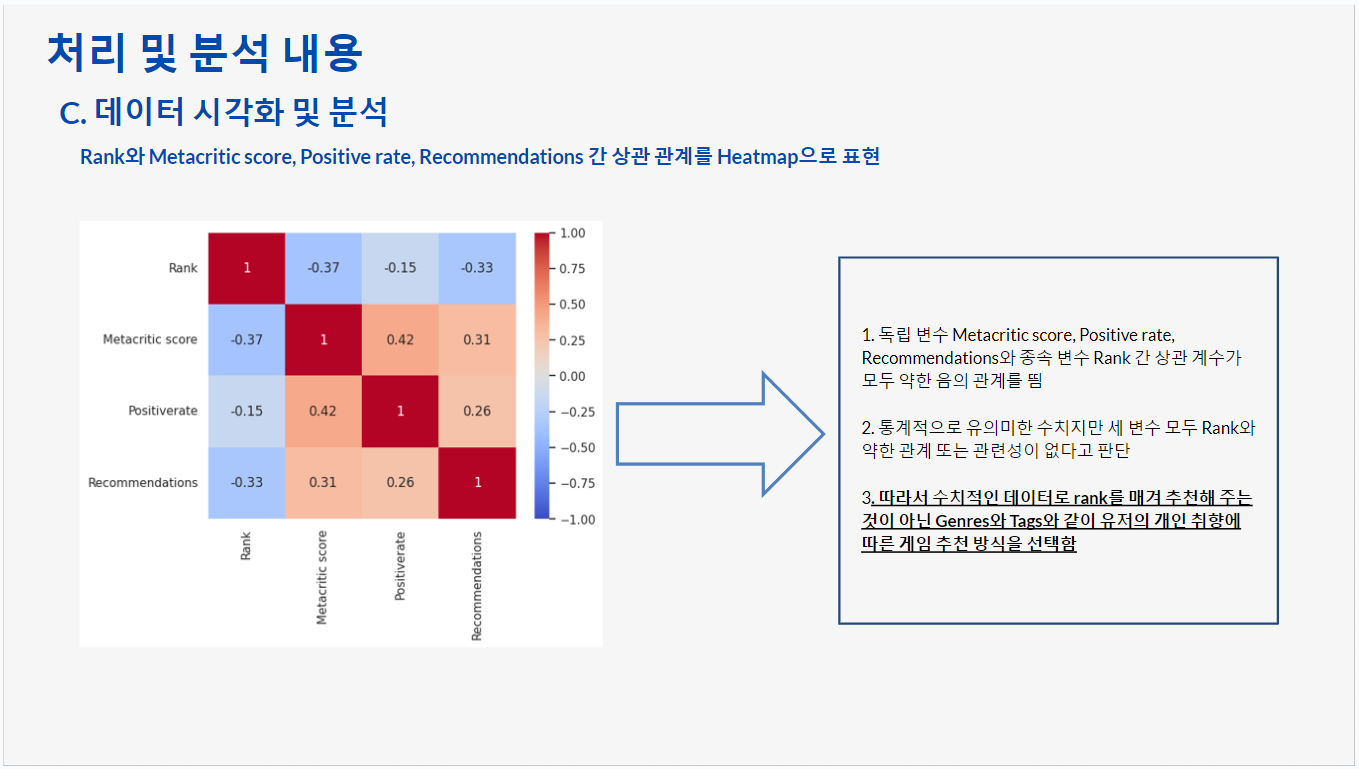 처리 및 분석 내용
C. 데이터 시각화 및 분석
Rank와 Metacritic score, Positive rate, Recommendations 간 상관 관계를 Heatmap으로 표현
Rank 1 -0.37 -0.15 -0.33
Metacritic score -0.37 1 0.42 0.31
Positiverate -0.15 0.42 1 0.26
Recommendations -0.33 0.31 0.26 1
Rank
Metacritic score
Positiverate
Recommendations
1.00
0.75
0.50
0.25
0.00
−0.25
−0.50
−0.75
−1.00
1. 독립 변수 Metacritic score, Positive rate,
Recommendations와 종속 변수 Rank 간 상관 계수가
모두 약한 음의 관계를 띔
2. 통계적으로 유의미한 수치지만 세 변수 모두 Rank와
약한 관계 또는 관련성이 없다고 판단
3. 따라서 수치적인 데이터로 rank를 매겨 추천해 주는
것이 아닌 Genres와 Tags와 같이 유저의 개인 취향에
따른 게임 추천 방식을 선택함